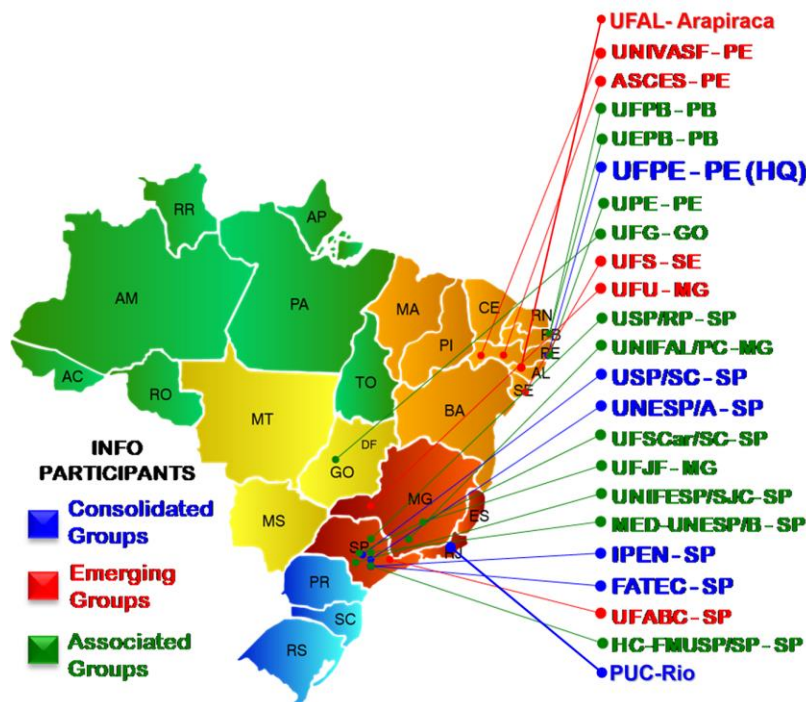 UFAL- Arapiraca
UNIVASF-PE
ASCES-PE
UFPB-PB
UEPB-PB
UFPE-PE (HQ)
UPE-PE
UFG-GO
UFS-SE
UFU-MG
USP/RP-SP
UNIFAL/PC-MG
USP/SC-SP
UNESP/A-SP
UFSCar/SC-SP
UFJF-MG
UNIFESP/SJC-SP
MED-UNESP/B-SP
IPEN-SP
FATEC-SP
UFABC-SP
HC-FMUSP/SP-SP
PUC-Rio
RR
AP
AM
PA
MA
CE
RN
PB
PI
PE
AL
SE
AC
RO
TO
BA
MT
DF
GO
MG
ES
MS
SP
RJ
PR
SC
RS
INFO
PARTICIPANTS
Consolidated
Groups
Emerging
Groups
Associated
Groups